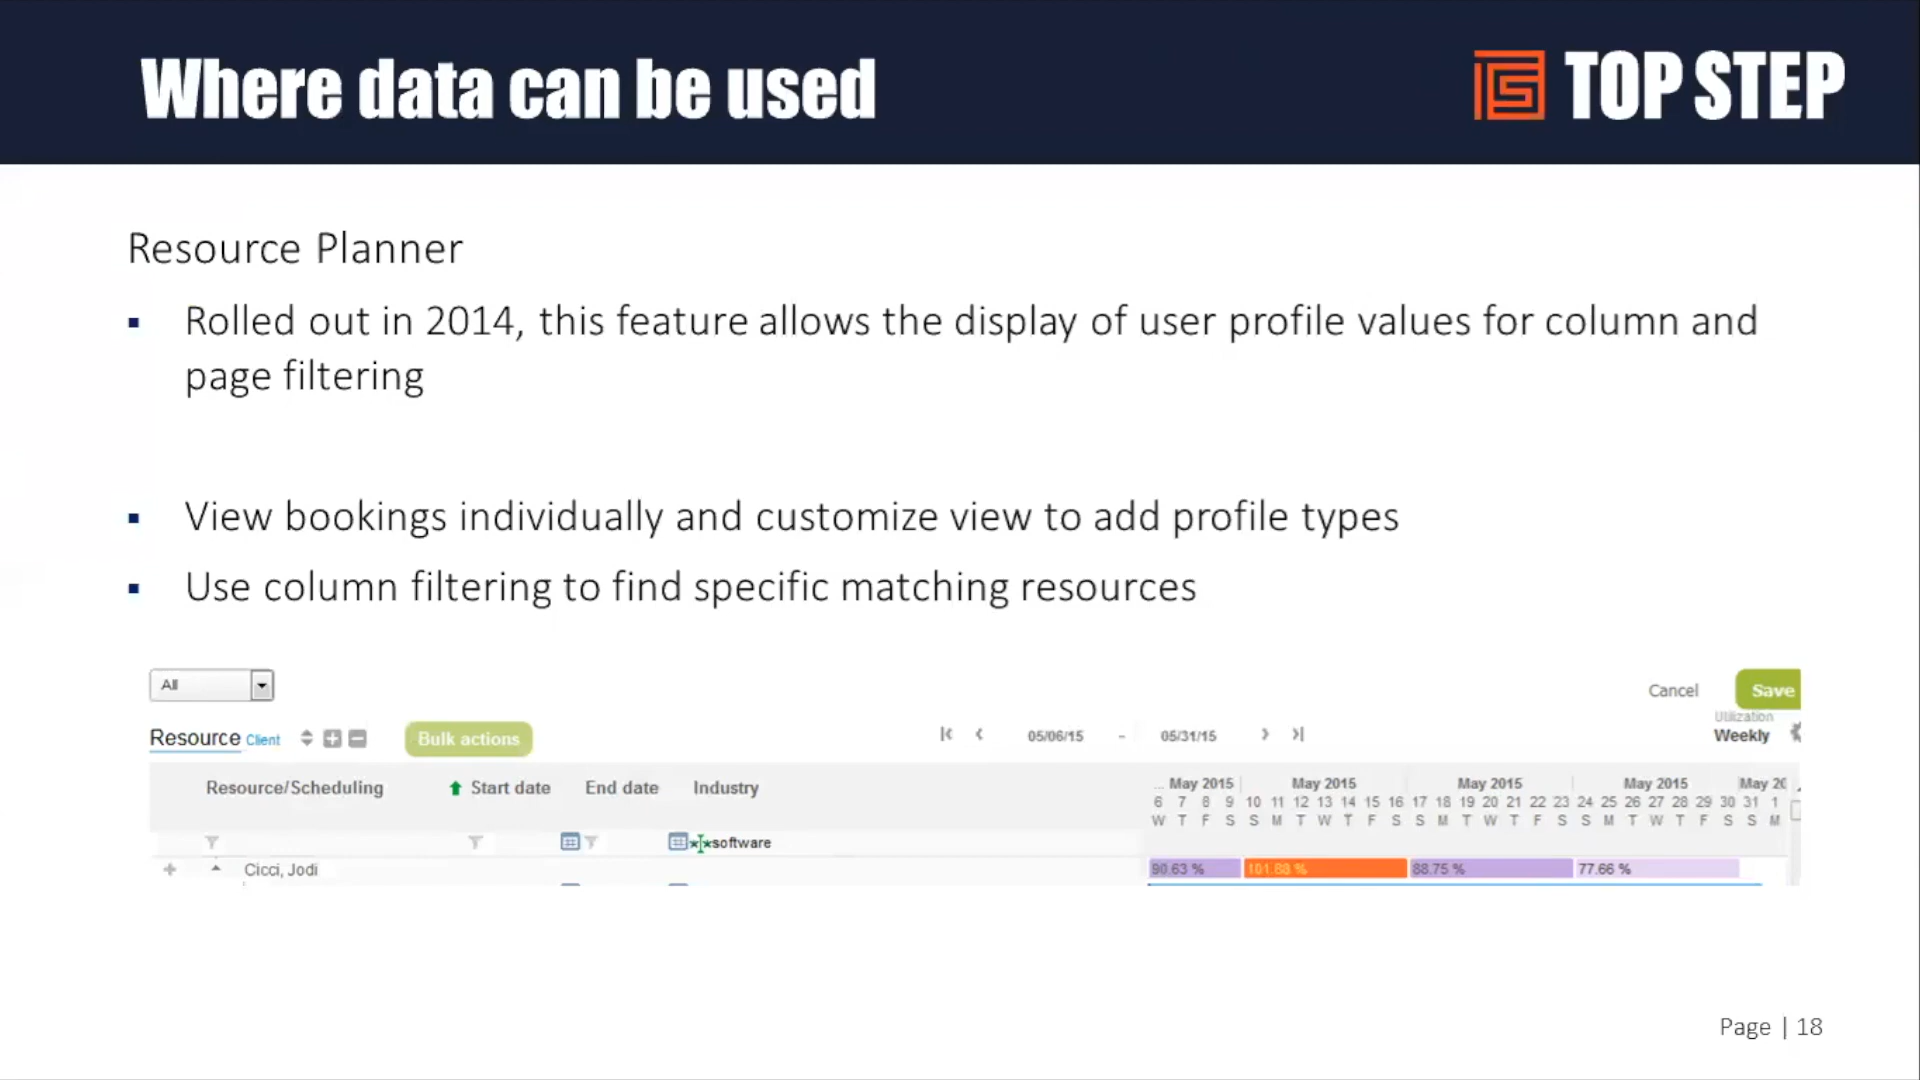 Where data can be used
TOP STEP
Resource Planner
▪ Rolled out in 2014, this feature allows the display of user profile values for column and
page filtering
▪ View bookings individually and customize view to add profile types
▪ Use column filtering to find specific matching resources
All
Cancel Save
Resource Client Bulk actions 05/06/15 - 05/31/15 Utilization
Weekly
Resource/Scheduling Start date End date Industry
... May 2015 May 2015 May 2015 May 2015 May 20
6 7 8 9 10 11 12 13 14 15 16 17 18 19 20 21 22 23 24 25 26 27 28 29 30 31 1
W T F S S M T W T F S S M T W T F S S M T W T F S S M
**software
Cicci, Jodi 90.63 % 101.88 % 88.75 % 77.66 %
Page | 18